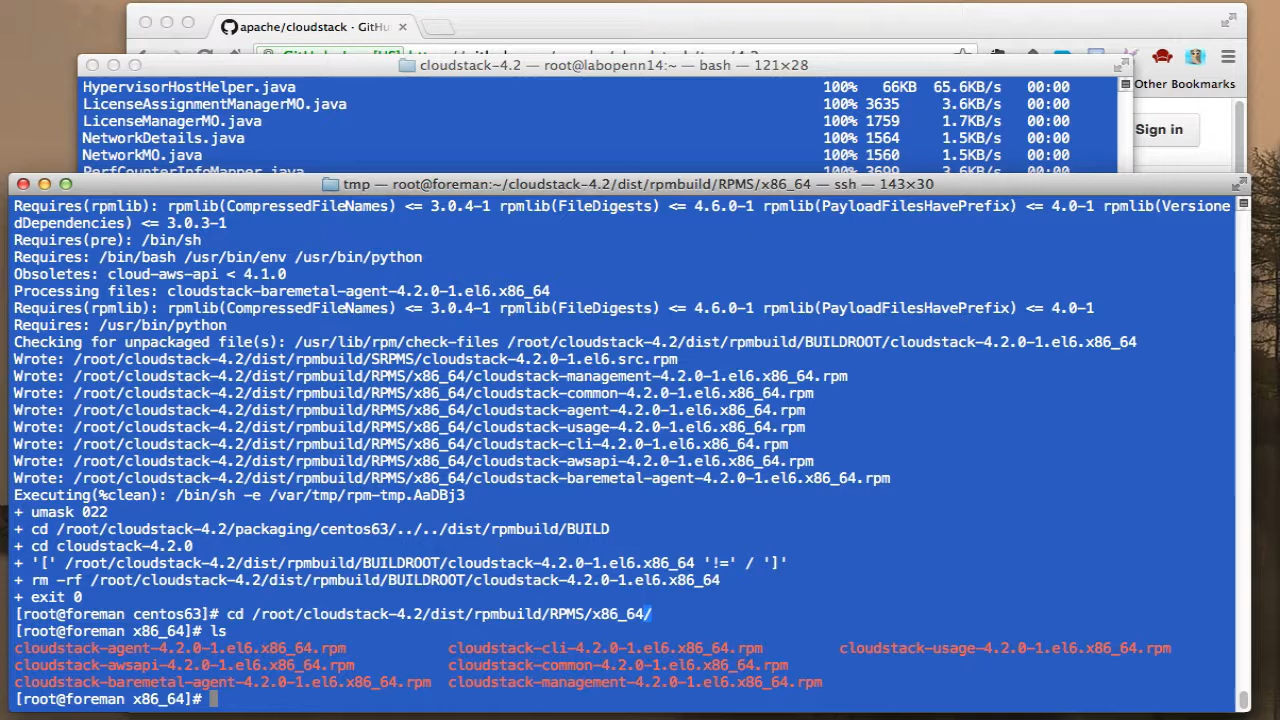 apache/cloudstack · GitHu
cloudstack-4.2 — root@labopenn14:~ — bash — 121×28
Other Bookmarks
Sign in
HypervisorHostHelper.java 100% 66KB 65.6KB/s 00:00
LicenseAssignmentManagerMO.java 100% 3635 3.6KB/s 00:00
LicenseManagerMO.java 100% 1759 1.7KB/s 00:00
NetworkDetails.java 100% 1564 1.5KB/s 00:00
NetworkMO.java 100% 1560 1.5KB/s 00:00
PerfCounterInfoMapper.java 100% 3699 3.6KB/s 00:00
tmp — root@foreman:~/cloudstack-4.2/dist/rpmbuild/RPMS/x86_64 — ssh — 143×30
Requires(rpmlib): rpmlib(CompressedFileNames) <= 3.0.4-1 rpmlib(FileDigests) <= 4.6.0-1 rpmlib(PayloadFilesHavePrefix) <= 4.0-1 rpmlib(Versione
dDependencies) <= 3.0.3-1
Requires(pre): /bin/sh
Requires: /bin/bash /usr/bin/env /usr/bin/python
Obsoletes: cloud-aws-api < 4.1.0
Processing files: cloudstack-baremetal-agent-4.2.0-1.el6.x86_64
Requires(rpmlib): rpmlib(CompressedFileNames) <= 3.0.4-1 rpmlib(FileDigests) <= 4.6.0-1 rpmlib(PayloadFilesHavePrefix) <= 4.0-1
Requires: /usr/bin/python
Checking for unpackaged file(s): /usr/lib/rpm/check-files /root/cloudstack-4.2/dist/rpmbuild/BUILDROOT/cloudstack-4.2.0-1.el6.x86_64
Wrote: /root/cloudstack-4.2/dist/rpmbuild/SRPMS/cloudstack-4.2.0-1.el6.src.rpm
Wrote: /root/cloudstack-4.2/dist/rpmbuild/RPMS/x86_64/cloudstack-management-4.2.0-1.el6.x86_64.rpm
Wrote: /root/cloudstack-4.2/dist/rpmbuild/RPMS/x86_64/cloudstack-common-4.2.0-1.el6.x86_64.rpm
Wrote: /root/cloudstack-4.2/dist/rpmbuild/RPMS/x86_64/cloudstack-agent-4.2.0-1.el6.x86_64.rpm
Wrote: /root/cloudstack-4.2/dist/rpmbuild/RPMS/x86_64/cloudstack-usage-4.2.0-1.el6.x86_64.rpm
Wrote: /root/cloudstack-4.2/dist/rpmbuild/RPMS/x86_64/cloudstack-cli-4.2.0-1.el6.x86_64.rpm
Wrote: /root/cloudstack-4.2/dist/rpmbuild/RPMS/x86_64/cloudstack-awsapi-4.2.0-1.el6.x86_64.rpm
Wrote: /root/cloudstack-4.2/dist/rpmbuild/RPMS/x86_64/cloudstack-baremetal-agent-4.2.0-1.el6.x86_64.rpm
Executing(%clean): /bin/sh -e /var/tmp/rpm-tmp.AaDBj3
+ umask 022
+ cd /root/cloudstack-4.2/packaging/centos63/../../dist/rpmbuild/BUILD
+ cd cloudstack-4.2.0
+ '[' /root/cloudstack-4.2/dist/rpmbuild/BUILDROOT/cloudstack-4.2.0-1.el6.x86_64 '!=' / ']'
+ rm -rf /root/cloudstack-4.2/dist/rpmbuild/BUILDROOT/cloudstack-4.2.0-1.el6.x86_64
+ exit 0
[root@foreman centos63]# cd /root/cloudstack-4.2/dist/rpmbuild/RPMS/x86_64/
[root@foreman x86_64]# ls
cloudstack-agent-4.2.0-1.el6.x86_64.rpm cloudstack-cli-4.2.0-1.el6.x86_64.rpm cloudstack-usage-4.2.0-1.el6.x86_64.rpm
cloudstack-awsapi-4.2.0-1.el6.x86_64.rpm cloudstack-common-4.2.0-1.el6.x86_64.rpm
cloudstack-baremetal-agent-4.2.0-1.el6.x86_64.rpm cloudstack-management-4.2.0-1.el6.x86_64.rpm
[root@foreman x86_64]#